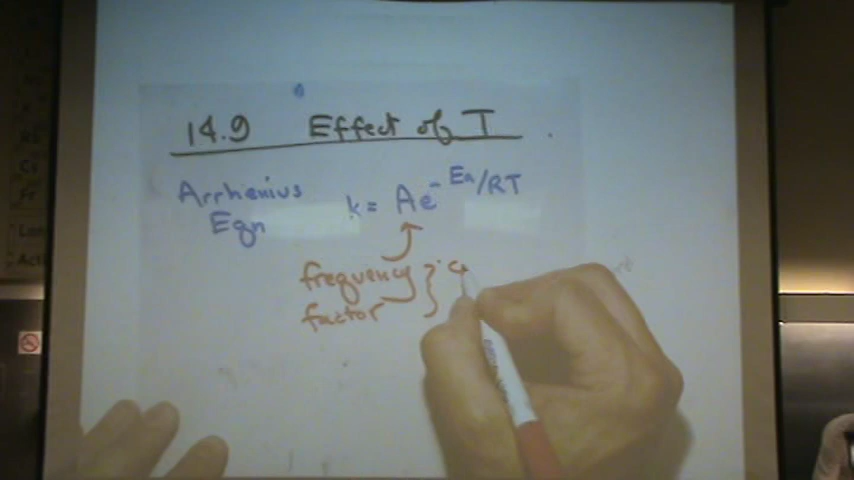 14.9 Effect of T
Arrhenius k = Ae^-Ea/RT
Eqn
frequency }
factor